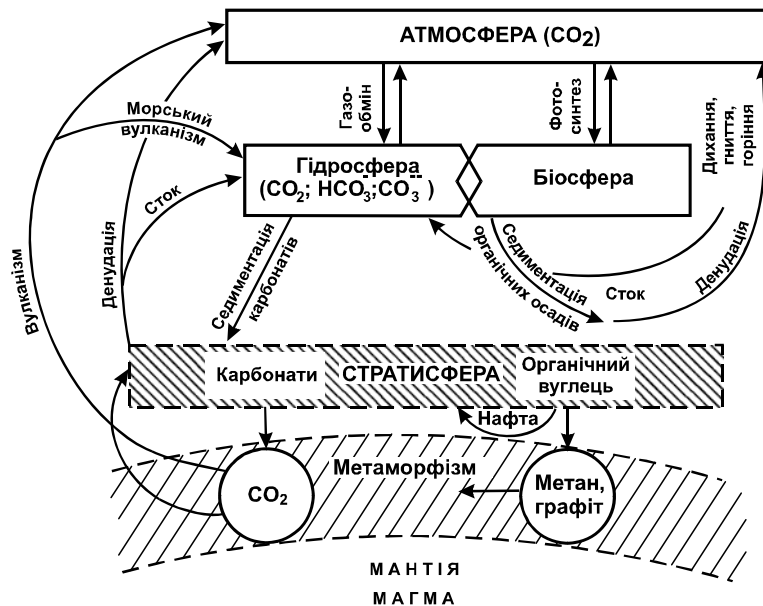 АТМОСФЕРА (CO₂)
Морський
вулканізм
Газо-
обмін
Фото-
синтез
Дихання,
гниття,
горіння
Гідросфера
(CO₂; HCO₃⁻; CO₃⁻⁻)
Біосфера
Сток
Вулканізм
Денудація
Седиментація
карбонатів
Седиментація
органічних осадів
Сток
Денудація
Карбонати
СТРАТИСФЕРА
Органічний
вуглець
Нафта
Метаморфізм
CO₂
Метан,
графіт
МАНТІЯ
МАГМА